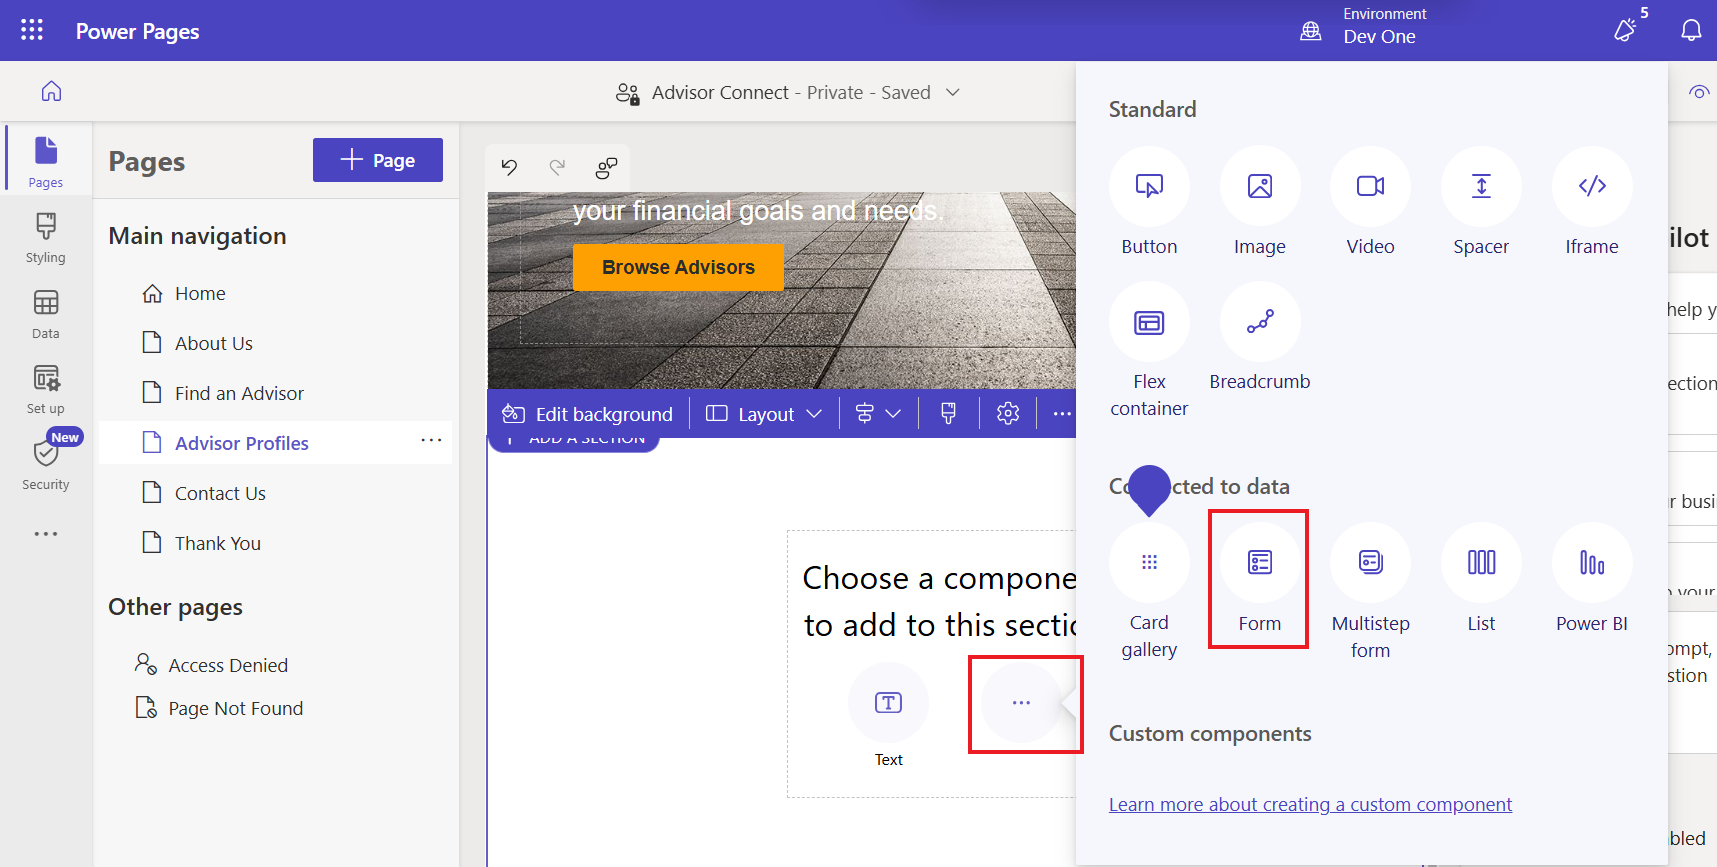 Power Pages
Environment
Dev One
5
Advisor Connect - Private - Saved
Pages
Styling
Data
Set up
New
Security
Pages
Page
Main navigation
Home
About Us
Find an Advisor
Advisor Profiles
Contact Us
Thank You
Other pages
Access Denied
Page Not Found
your financial goals and needs.
Browse Advisors
Edit background
Layout
ADD A SECTION
Choose a compone
to add to this sectio
Text
Standard
Button
Image
Video
Spacer
Iframe
Flex
container
Breadcrumb
to data
Card
gallery
Form
Multistep
form
List
Power BI
Custom components
Learn more about creating a custom component
ilot
help y
ection
r busi
your
ompt,
stion
bled